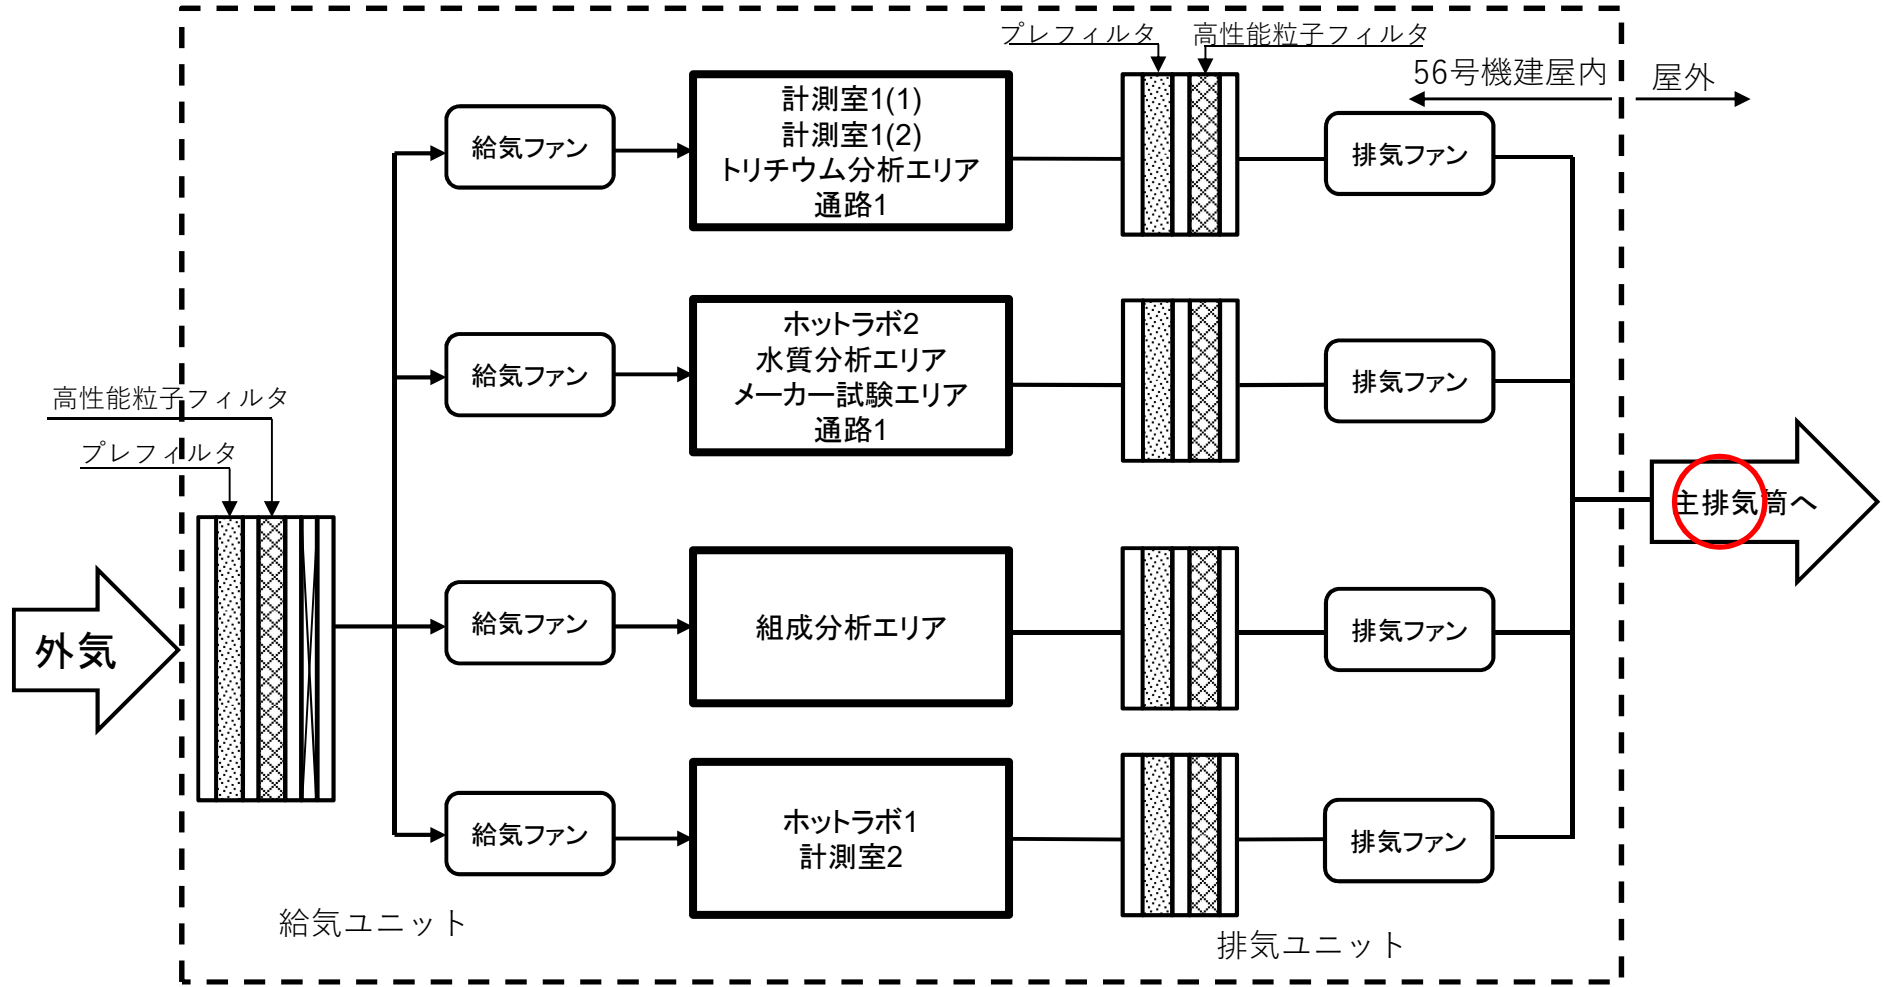 プレフィルタ
高性能粒子フィルタ
56号機建屋内
屋外
給気ファン
計測室1(1)
計測室1(2)
トリチウム分析エリア
通路1
排気ファン
給気ファン
ホットラボ2
水質分析エリア
メーカー試験エリア
通路1
排気ファン
高性能粒子フィルタ
プレフィルタ
主排気筒へ
外気
給気ファン
組成分析エリア
排気ファン
給気ファン
ホットラボ1
計測室2
排気ファン
給気ユニット
排気ユニット